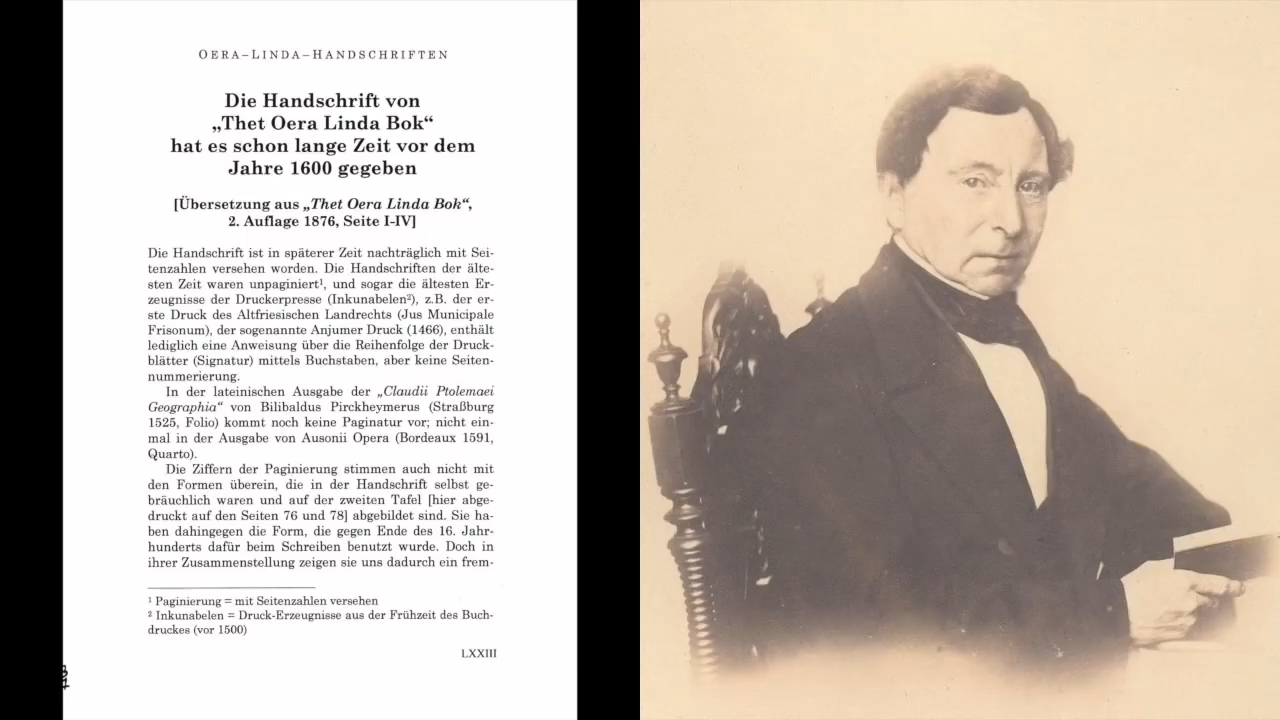 OERA–LINDA–HANDSCHRIFTEN
Die Handschrift von
„Thet Oera Linda Bok“
hat es schon lange Zeit vor dem
Jahre 1600 gegeben
[Übersetzung aus „Thet Oera Linda Bok“,
2. Auflage 1876, Seite I-IV]
Die Handschrift ist in späterer Zeit nachträglich mit Sei-
tenzahlen versehen worden. Die Handschriften der älte-
sten Zeit waren unpaginiert¹, und sogar die ältesten Er-
zeugnisse der Druckerpresse (Inkunabeln²), z.B. der er-
ste Druck des Altfriesischen Landrechts (Jus Municipale
Frisonum), der sogenannte Anjumer Druck (1466), enthält
lediglich eine Anweisung über die Reihenfolge der Druck-
blätter (Signatur) mittels Buchstaben, aber keine Seiten-
nummerierung.
In der lateinischen Ausgabe der „Claudii Ptolemaei
Geographia“ von Bilibaldus Pirckheymerus (Straßburg
1525, Folio) kommt noch keine Paginatur vor; nicht ein-
mal in der Ausgabe von Ausonii Opera (Bordeaux 1591,
Quarto).
Die Ziffern der Paginierung stimmen auch nicht mit
den Formen überein, die in der Handschrift selbst ge-
bräuchlich waren und auf der zweiten Tafel [hier abge-
druckt auf den Seiten 76 und 78] abgebildet sind. Sie ha-
ben dahingegen die Form, die gegen Ende des 16. Jahr-
hunderts dafür beim Schreiben benutzt wurde. Doch in
ihrer Zusammenstellung zeigen sie uns dadurch ein frem-
¹ Paginierung = mit Seitenzahlen versehen
² Inkunabeln = Druck-Erzeugnisse aus der Frühzeit des Buch-
druckes (vor 1500)
LXXIII